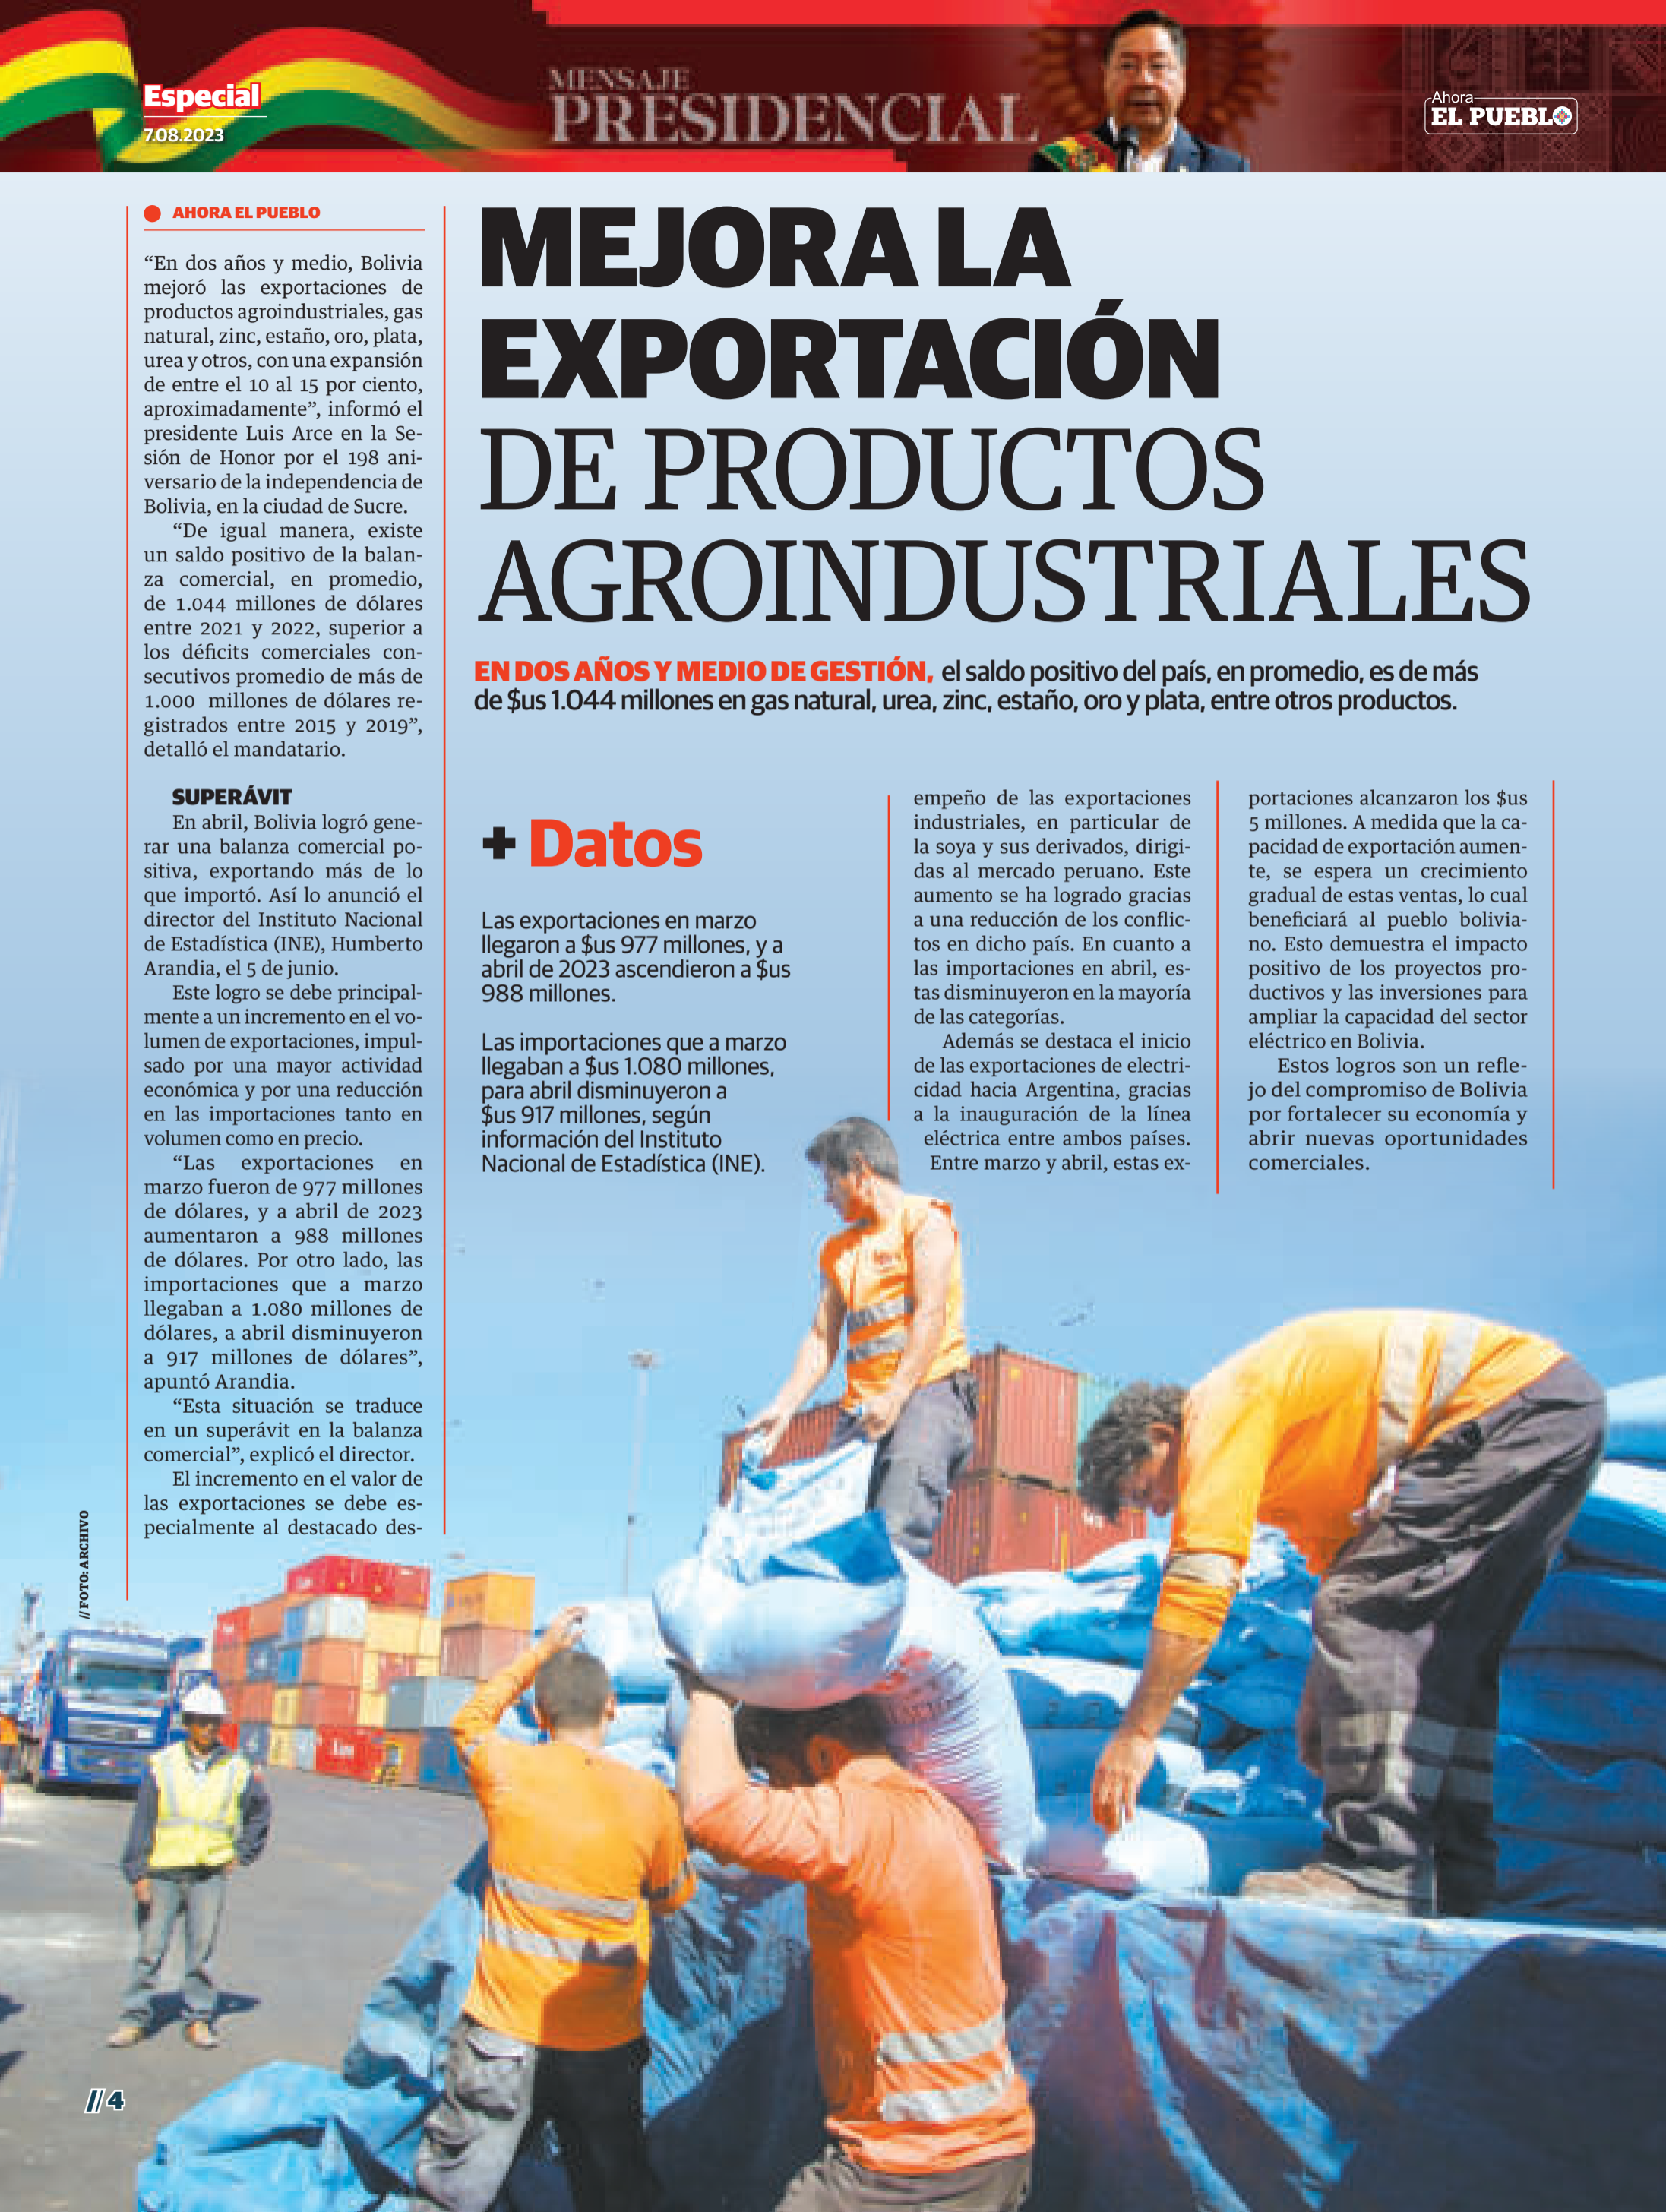 Especial
7.08.2023
MENSAJE
PRESIDENCIAL
Ahora
EL PUEBLO
AHORA EL PUEBLO
“En dos años y medio, Bolivia
mejoró las exportaciones de
productos agroindustriales, gas
natural, zinc, estaño, oro, plata,
urea y otros, con una expansión
de entre el 10 al 15 por ciento,
aproximadamente”, informó el
presidente Luis Arce en la Se-
sión de Honor por el 198 ani-
versario de la independencia de
Bolivia, en la ciudad de Sucre.
“De igual manera, existe
un saldo positivo de la balan-
za comercial, en promedio,
de 1.044 millones de dólares
entre 2021 y 2022, superior a
los déficits comerciales con-
secutivos promedio de más de
1.000 millones de dólares re-
gistrados entre 2015 y 2019”,
detalló el mandatario.
SUPERÁVIT
En abril, Bolivia logró gene-
rar una balanza comercial po-
sitiva, exportando más de lo
que importó. Así lo anunció el
director del Instituto Nacional
de Estadística (INE), Humberto
Arandia, el 5 de junio.
Este logro se debe principal-
mente a un incremento en el vo-
lumen de exportaciones, impul-
sado por una mayor actividad
económica y por una reducción
en las importaciones tanto en
volumen como en precio.
“Las exportaciones en
marzo fueron de 977 millones
de dólares, y a abril de 2023
aumentaron a 988 millones
de dólares. Por otro lado, las
importaciones que a marzo
llegaban a 1.080 millones de
dólares, a abril disminuyeron
a 917 millones de dólares”,
apuntó Arandia.
“Esta situación se traduce
en un superávit en la balanza
comercial”, explicó el director.
El incremento en el valor de
las exportaciones se debe es-
pecialmente al destacado des-
MEJORA LA
EXPORTACIÓN
DE PRODUCTOS
AGROINDUSTRIALES
EN DOS AÑOS Y MEDIO DE GESTIÓN, el saldo positivo del país, en promedio, es de más
de $us 1.044 millones en gas natural, urea, zinc, estaño, oro y plata, entre otros productos.
+ Datos
Las exportaciones en marzo
llegaron a $us 977 millones, y a
abril de 2023 ascendieron a $us
988 millones.
Las importaciones que a marzo
llegaban a $us 1.080 millones,
para abril disminuyeron a
$us 917 millones, según
información del Instituto
Nacional de Estadística (INE).
empeño de las exportaciones
industriales, en particular de
la soya y sus derivados, dirigi-
das al mercado peruano. Este
aumento se ha logrado gracias
a una reducción de los conflic-
tos en dicho país. En cuanto a
las importaciones en abril, es-
tas disminuyeron en la mayoría
de las categorías.
Además se destaca el inicio
de las exportaciones de electri-
cidad hacia Argentina, gracias
a la inauguración de la línea
eléctrica entre ambos países.
Entre marzo y abril, estas ex-
portaciones alcanzaron los $us
5 millones. A medida que la ca-
pacidad de exportación aumen-
te, se espera un crecimiento
gradual de estas ventas, lo cual
beneficiará al pueblo bolivia-
no. Esto demuestra el impacto
positivo de los proyectos pro-
ductivos y las inversiones para
ampliar la capacidad del sector
eléctrico en Bolivia.
Estos logros son un refle-
jo del compromiso de Bolivia
por fortalecer su economía y
abrir nuevas oportunidades
comerciales.
// FOTO: ARCHIVO
// 4